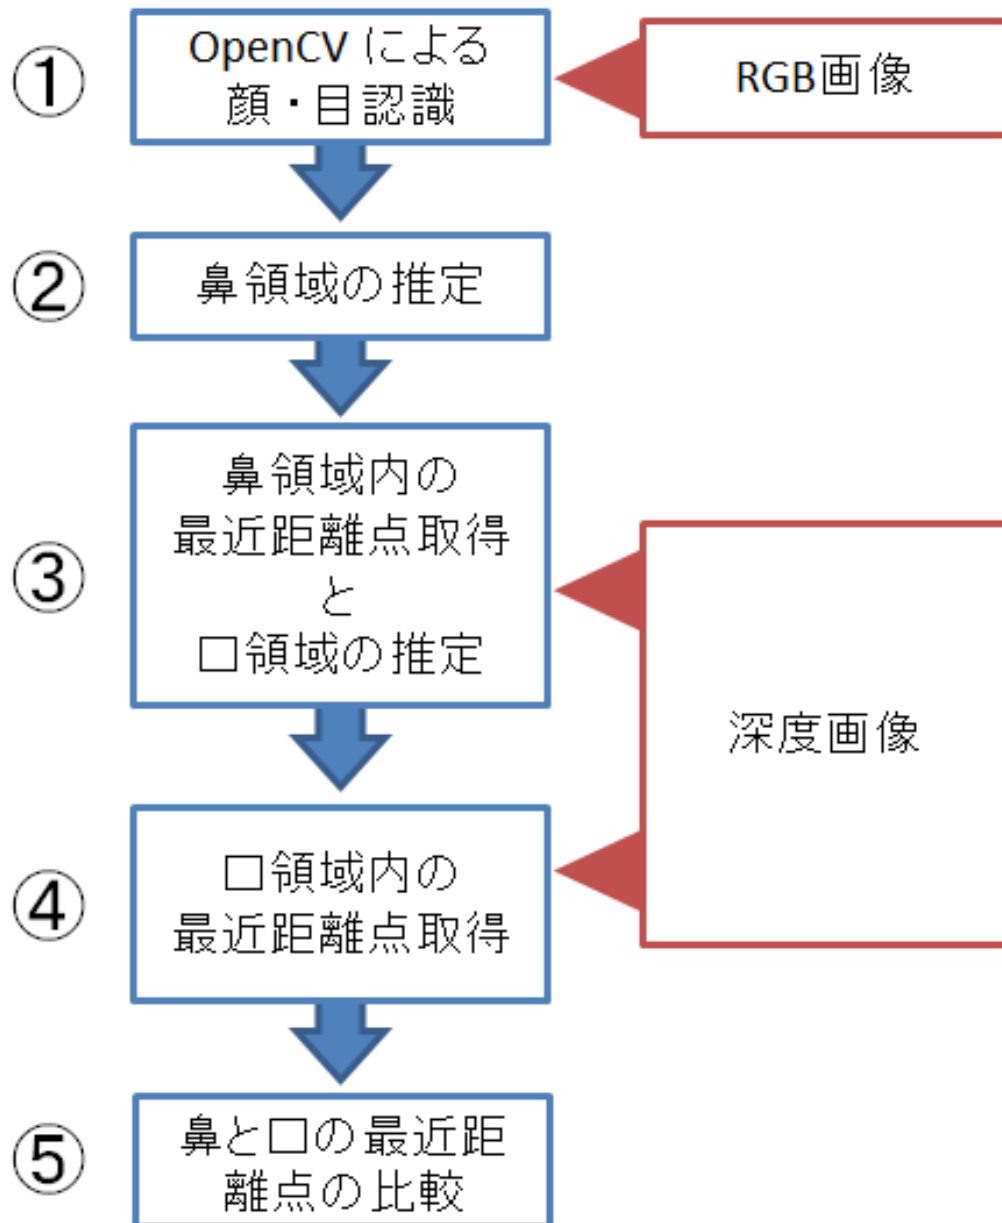 ①
OpenCV による
顔・目認識
RGB画像
②
鼻領域の推定
③
鼻領域内の
最近距離点取得
と
口領域の推定
深度画像
④
口領域内の
最近距離点取得
⑤
鼻と口の最近距
離点の比較